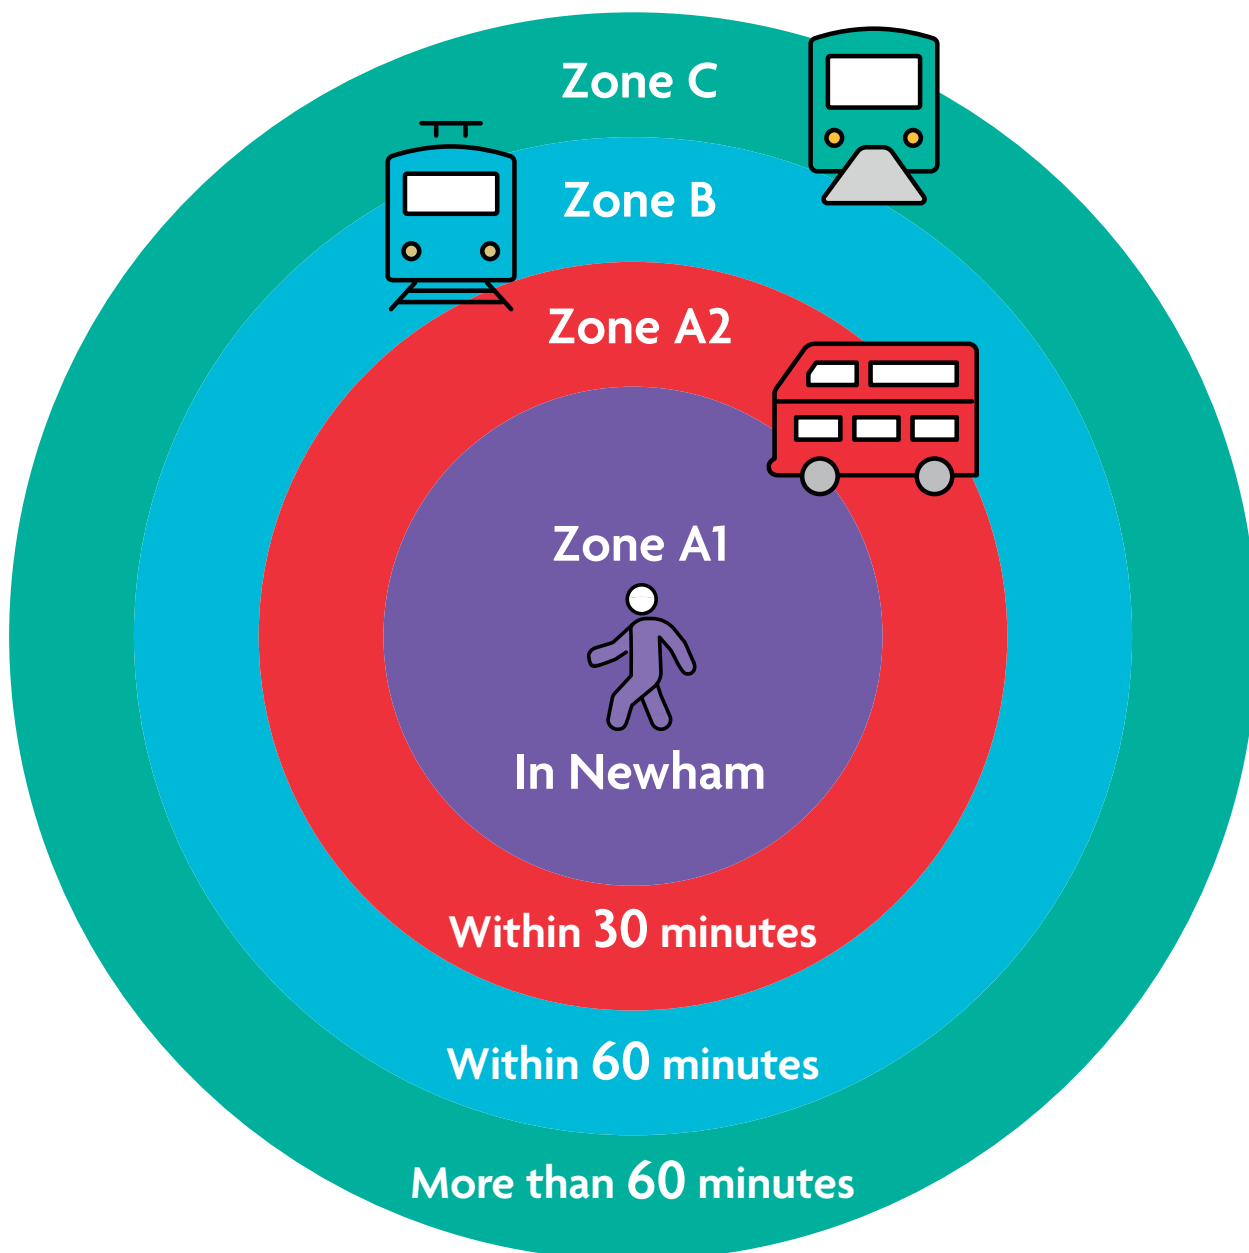 Zone C
Zone B
Zone A2
Zone A1
In Newham
Within 30 minutes
Within 60 minutes
More than 60 minutes